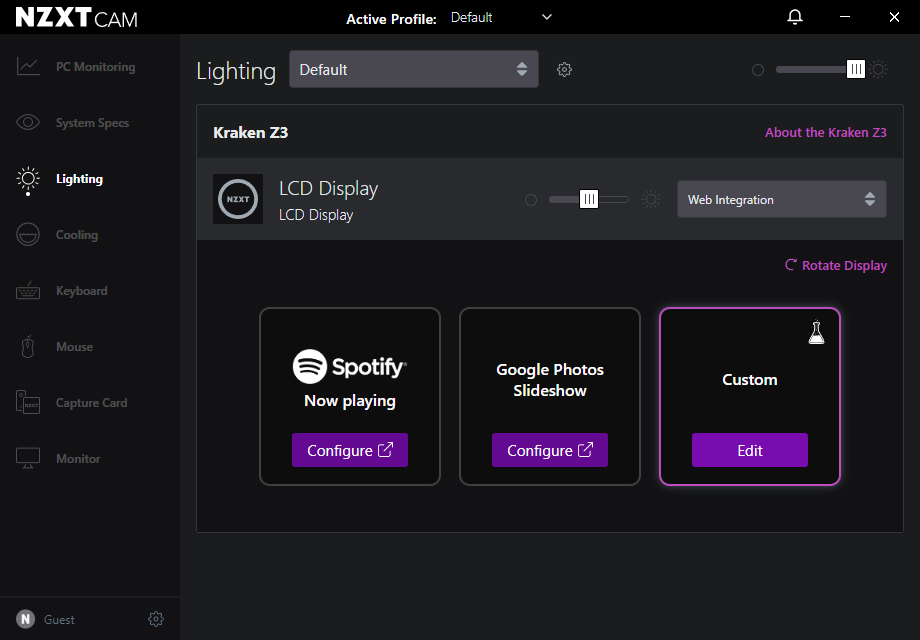 NZXT CAM
Active Profile: Default
PC Monitoring
System Specs
Lighting
Cooling
Keyboard
Mouse
Capture Card
NZXT
Monitor
N Guest
Lighting Default
Kraken Z3 About the Kraken Z3
NZXT
LCD Display
LCD Display
Web Integration
Rotate Display
Spotify
Now playing
Configure
Google Photos
Slideshow
Configure
Custom
Edit